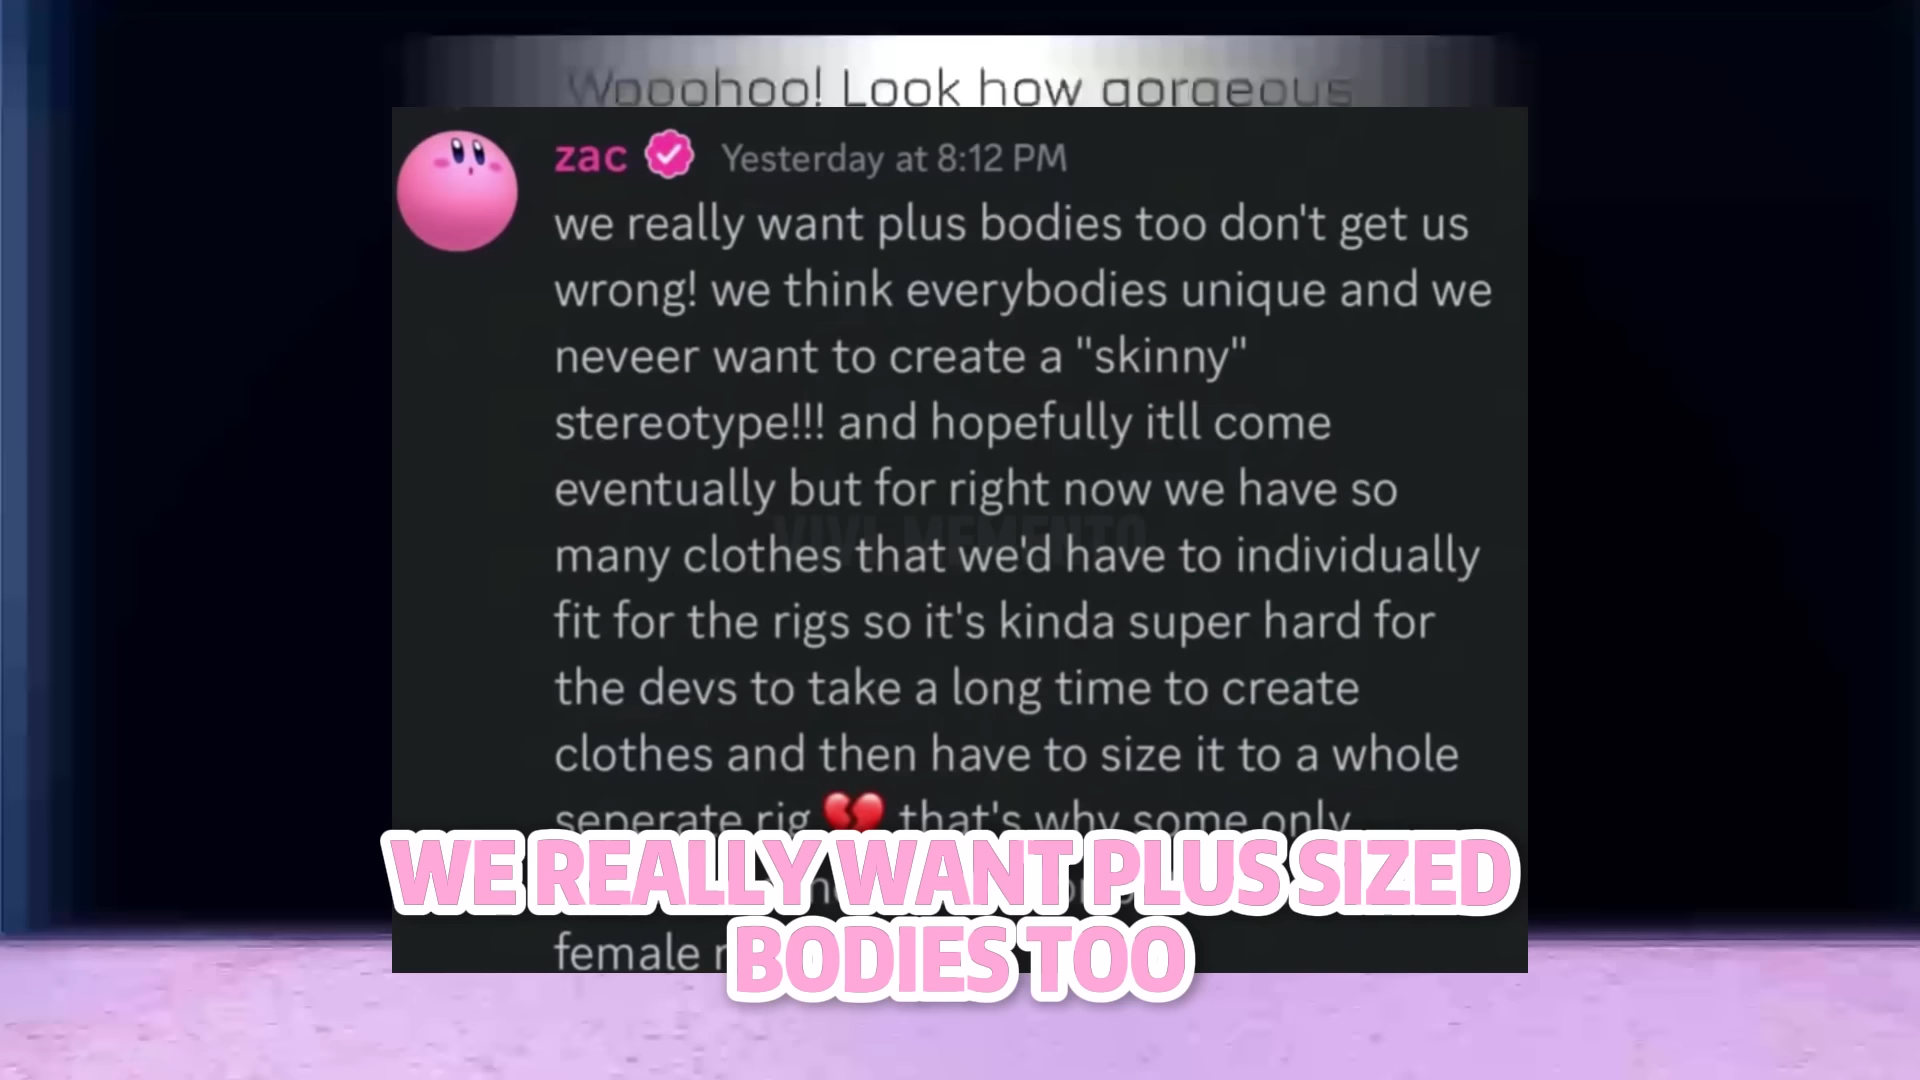 Wooohoo! Look how gorgeous
zac Yesterday at 8:12 PM
we really want plus bodies too don't get us
wrong! we think everybodies unique and we
neveer want to create a "skinny"
stereotype!!! and hopefully itll come
eventually but for right now we have so
VIVI MEMENTO
many clothes that we'd have to individually
fit for the rigs so it's kinda super hard for
the devs to take a long time to create
clothes and then have to size it to a whole
seperate rig 💔 that's why some only
WE REALLY WANT PLUS SIZED
female
BODIES TOO